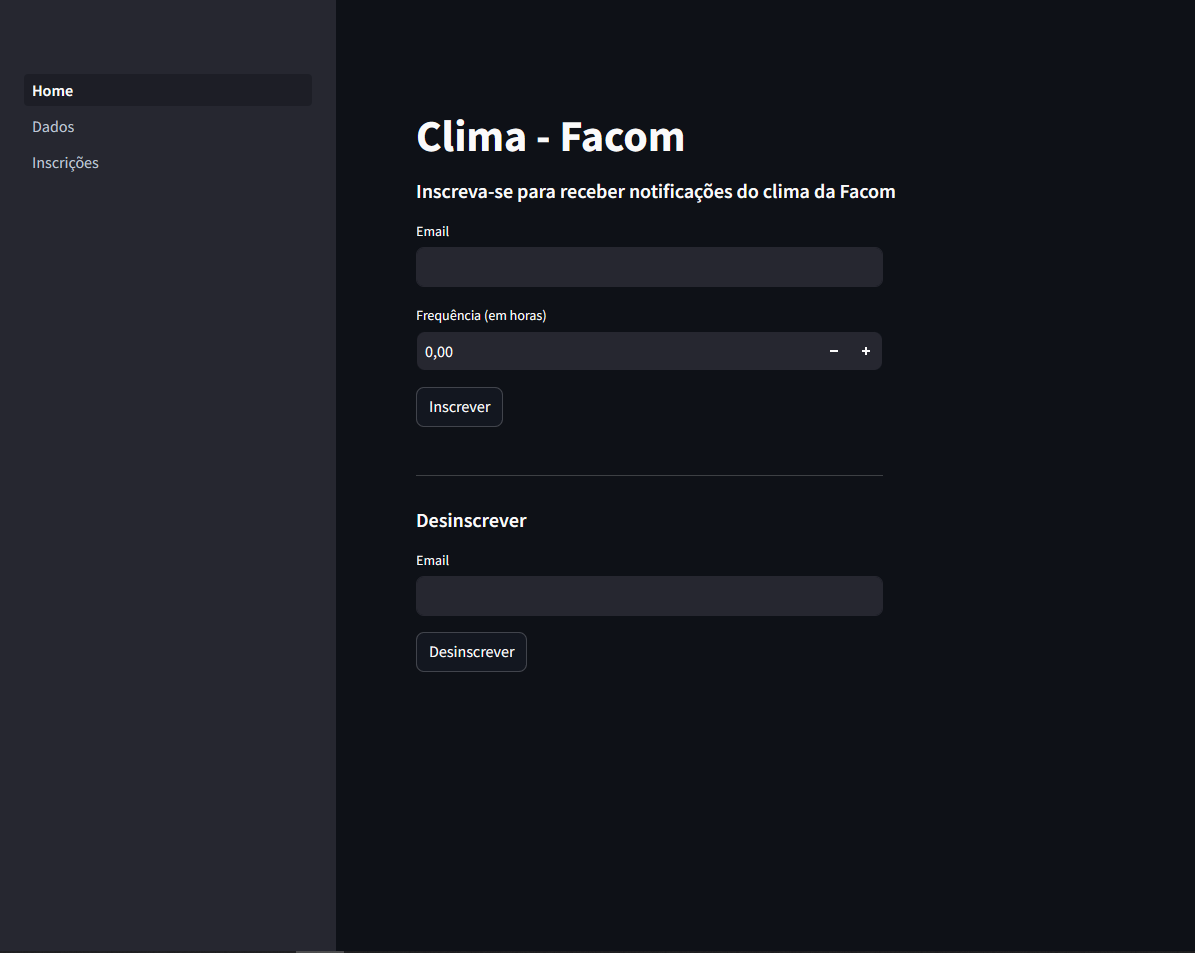 Home
Dados
Inscrições
Clima - Facom
Inscreva-se para receber notificações do clima da Facom
Email
Frequência (em horas)
0,00
Inscrever
Desinscrever
Email
Desinscrever